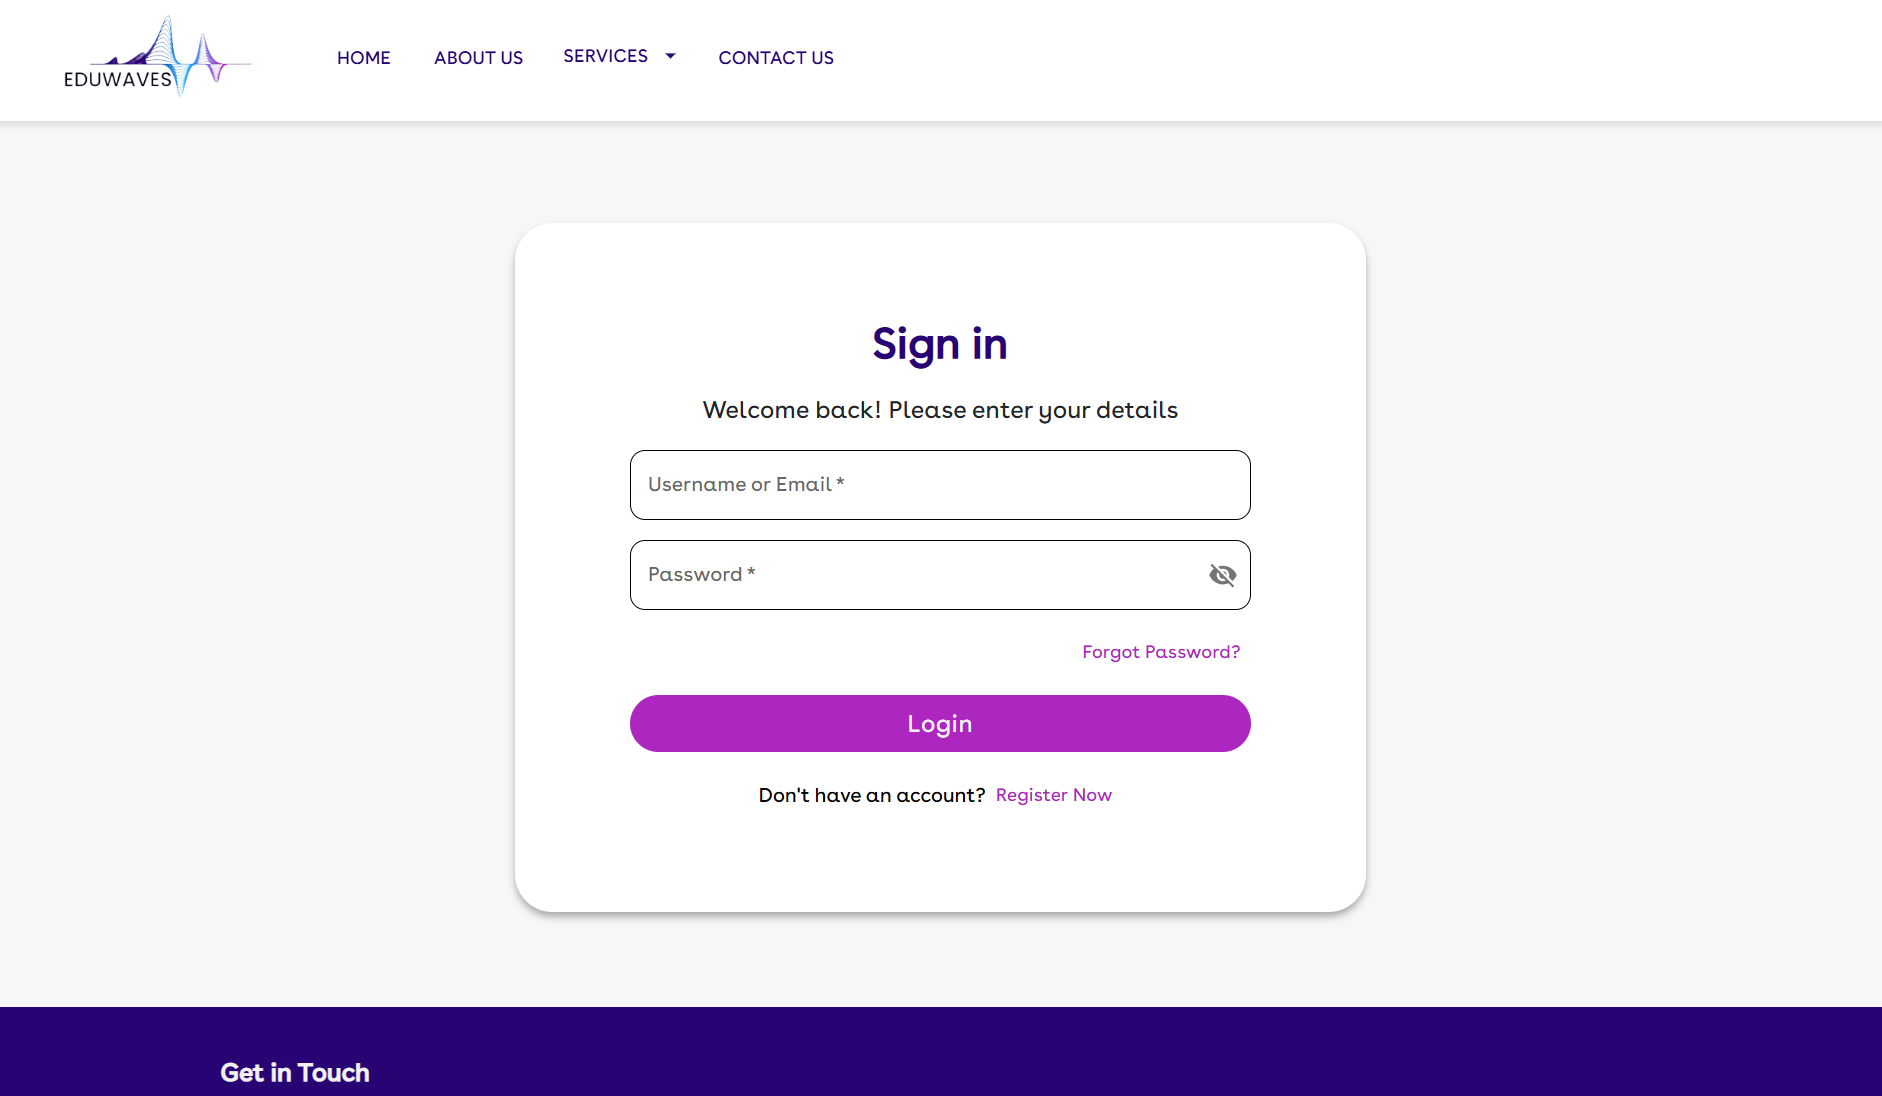 EDUWAVES
HOME ABOUT US SERVICES CONTACT US
Sign in
Welcome back! Please enter your details
Username or Email *
Password *
Forgot Password?
Login
Don't have an account? Register Now
Get in Touch